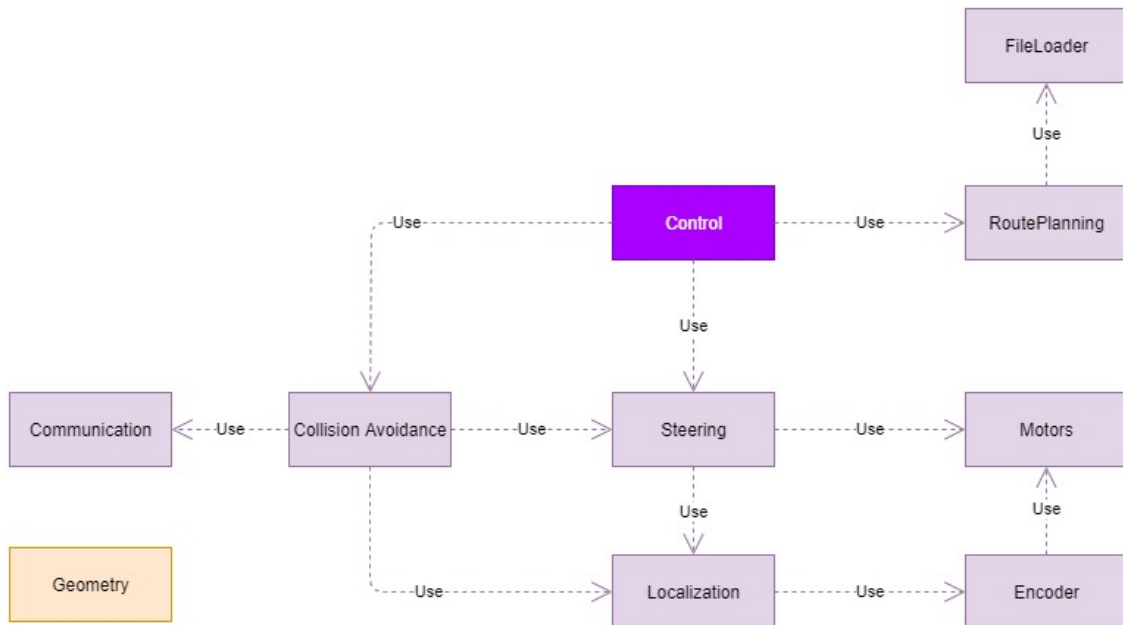 FileLoader
Use
Use
Control
Use
RoutePlanning
Use
Communication
Use
Collision Avoidance
Use
Steering
Use
Motors
Use
Use
Geometry
Use
Localization
Use
Encoder